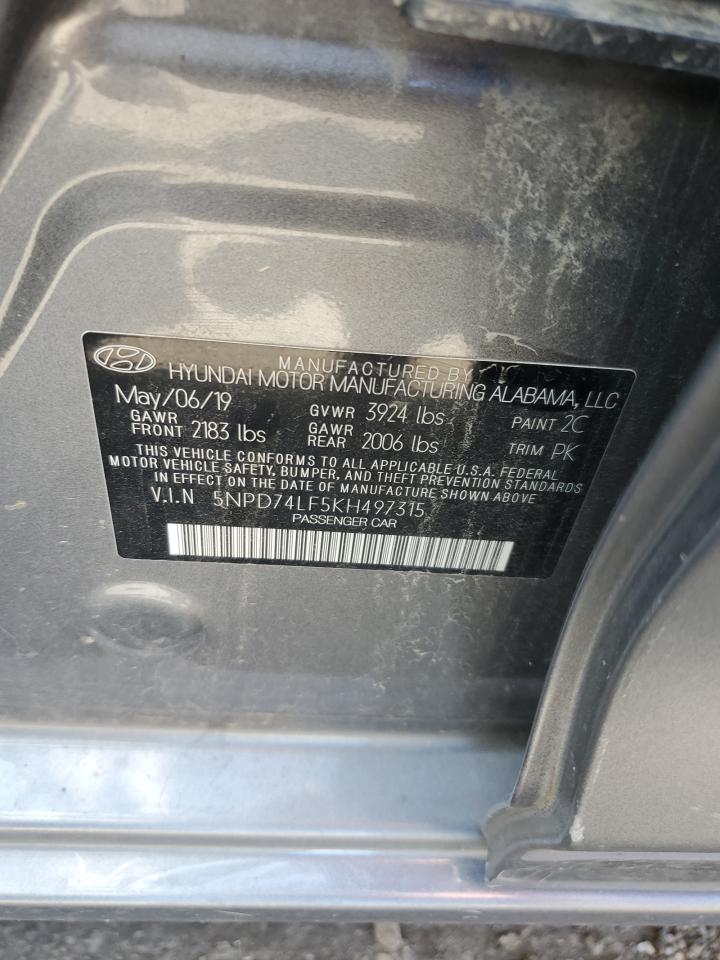 MANUFACTURED BY
HYUNDAI MOTOR MANUFACTURING ALABAMA, LLC
May/06/19 GVWR 3924 lbs PAINT 2C
GAWR FRONT 2183 lbs GAWR REAR 2006 lbs TRIM PK
THIS VEHICLE CONFORMS TO ALL APPLICABLE U.S.A. FEDERAL
MOTOR VEHICLE SAFETY, BUMPER, AND THEFT PREVENTION STANDARDS
IN EFFECT ON THE DATE OF MANUFACTURE SHOWN ABOVE
V.I.N 5NPD74LF5KH497315
PASSENGER CAR